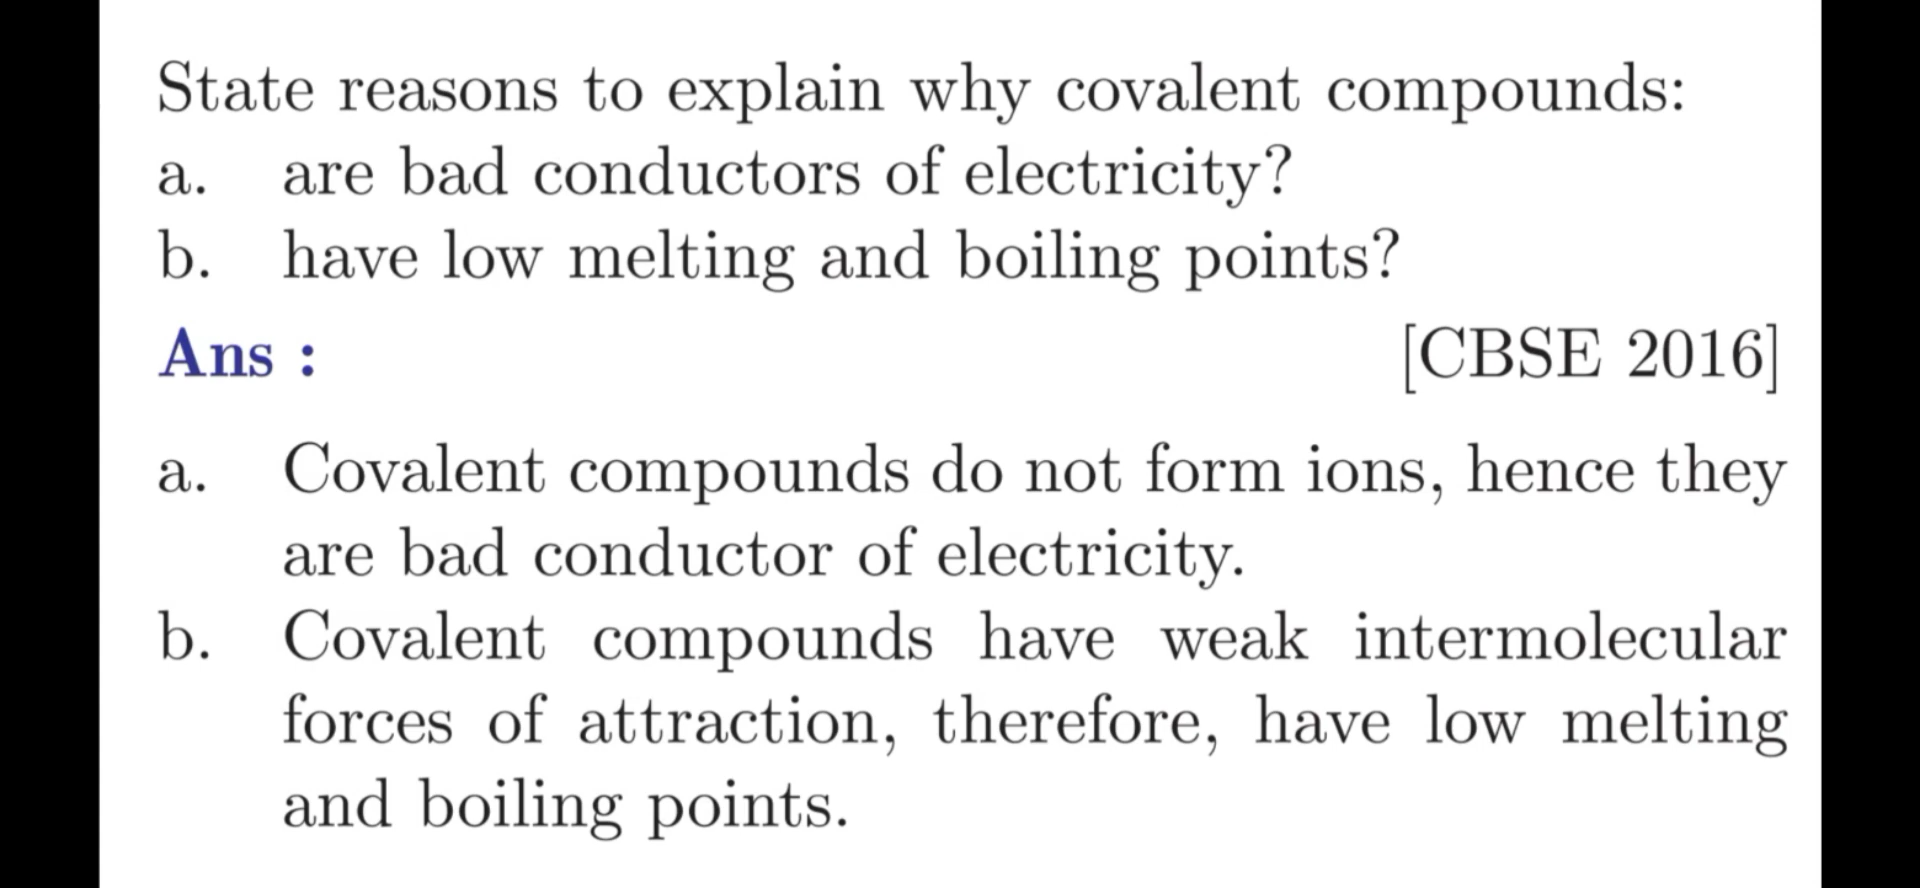 State reasons to explain why covalent compounds:
a. are bad conductors of electricity?
b. have low melting and boiling points?
Ans : [CBSE 2016]
a. Covalent compounds do not form ions, hence they
are bad conductor of electricity.
b. Covalent compounds have weak intermolecular
forces of attraction, therefore, have low melting
and boiling points.